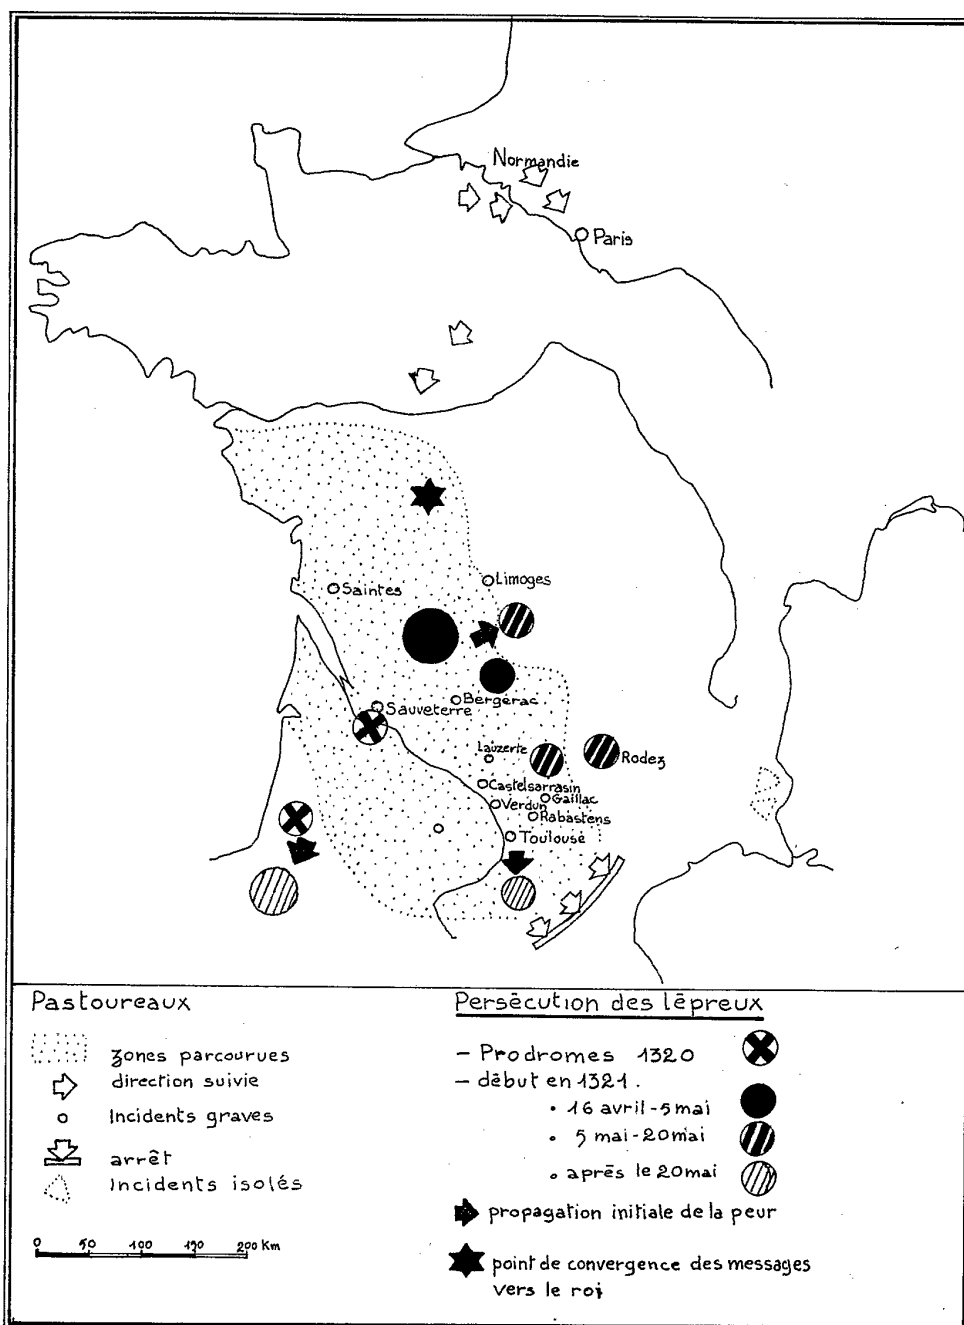 Normandie
Paris
Limoges
Saintes
Bergerac
Sauveterre
Lauzerte
Rodez
Castelsarrasin
Gaillac
Verdun
Rabastens
Toulouse
Pastoureaux
zones parcourues
direction suivie
Incidents graves
arrêt
Incidents isolés
0 50 100 150 200 Km
Persécution des lépreux
- Prodromes 1320
- début en 1321.
• 16 avril-5 mai
• 5 mai-20 mai
• après le 20 mai
propagation initiale de la peur
point de convergence des messages
vers le roi